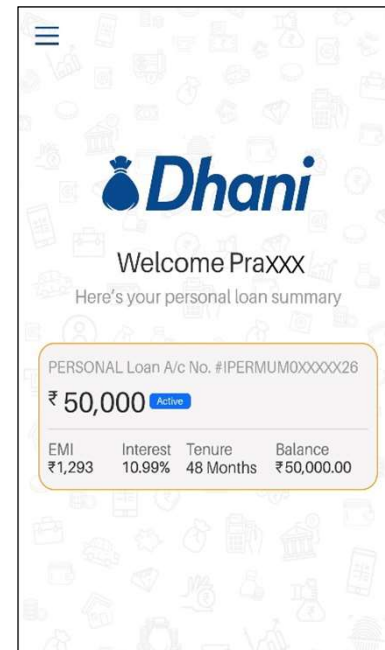 Dhani
Welcome PraXXX
Here's your personal loan summary
PERSONAL Loan A/c No. #IPERMUM0XXXXX26
₹ 50,000 Active
EMI Interest Tenure Balance
₹1,293 10.99% 48 Months ₹50,000.00